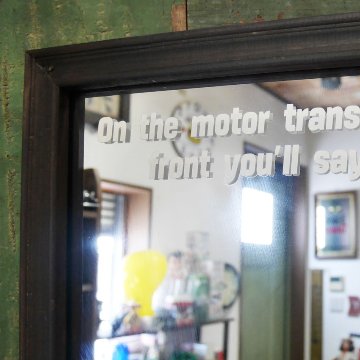 On the motor trans
front you'll say